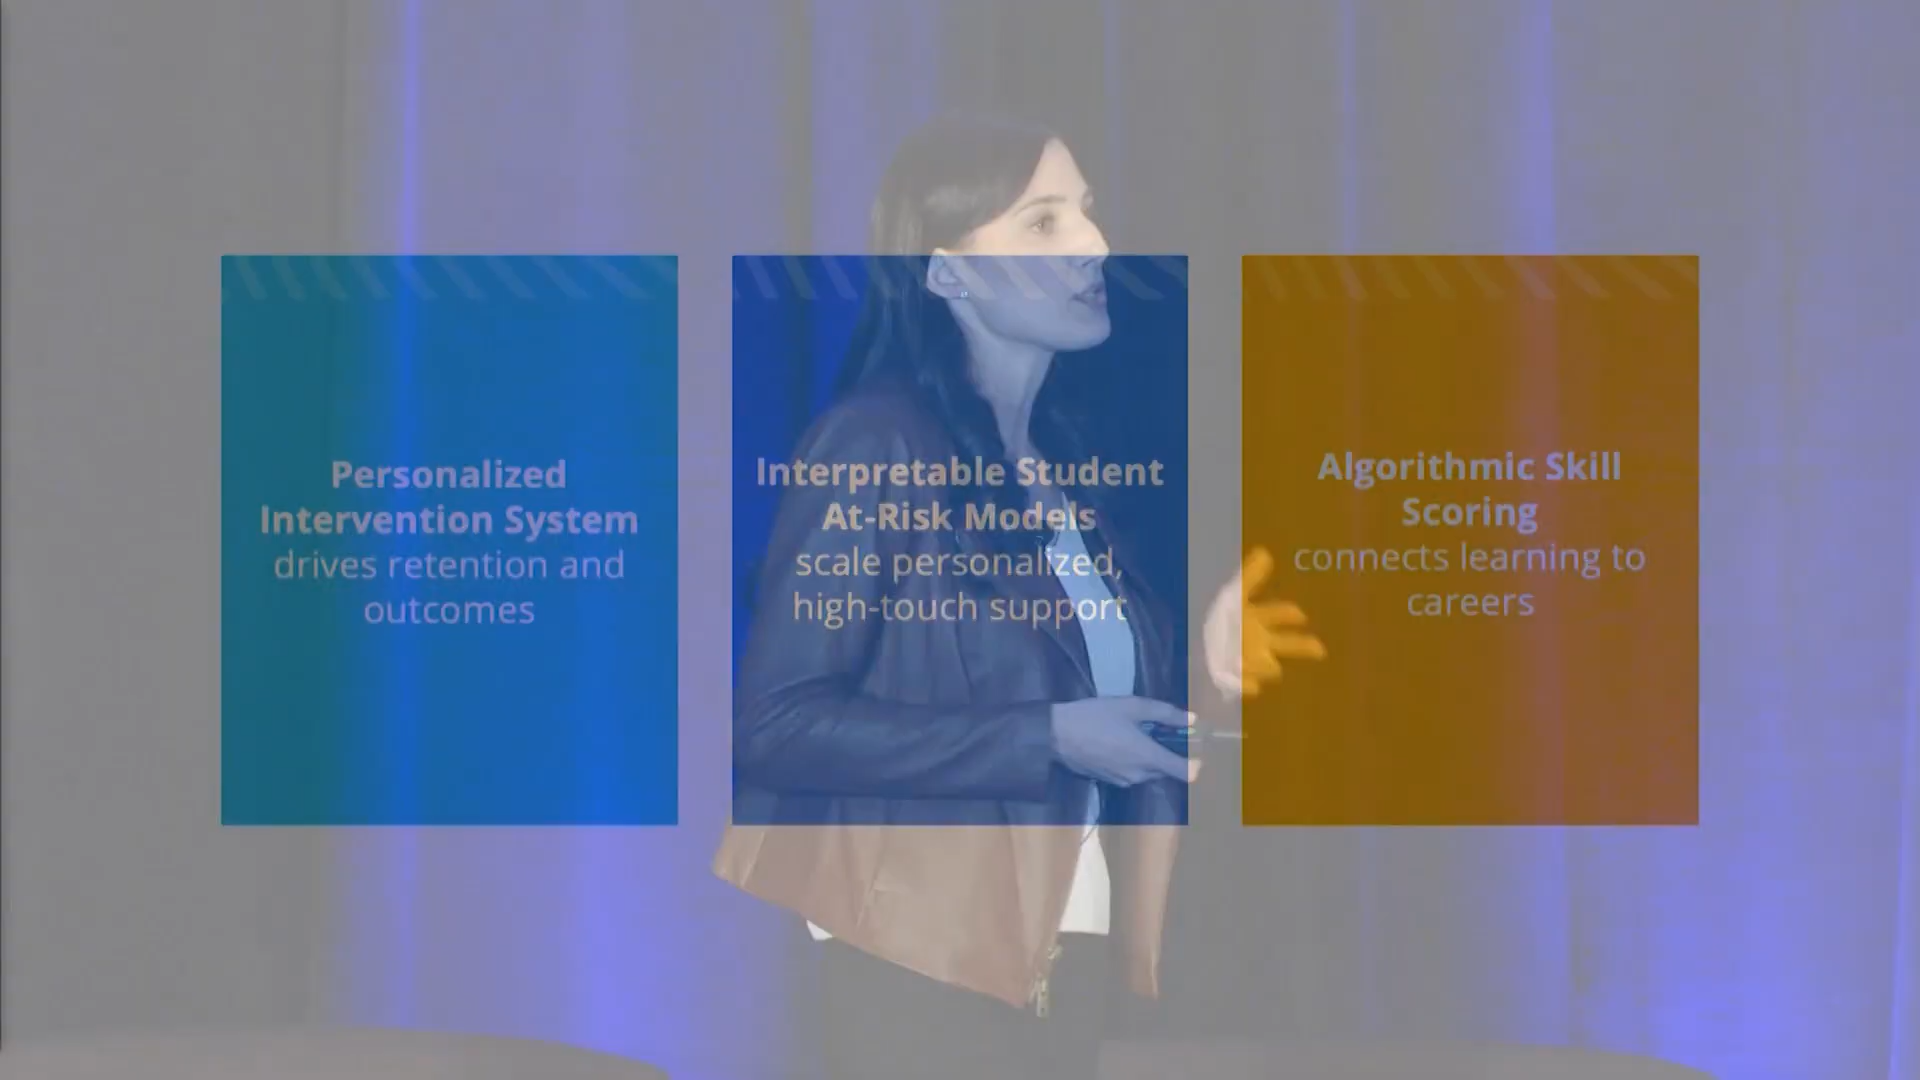 Personalized
Intervention System
drives retention and
outcomes
Interpretable Student
At-Risk Models
scale personalized,
high-touch support
Algorithmic Skill
Scoring
connects learning to
careers